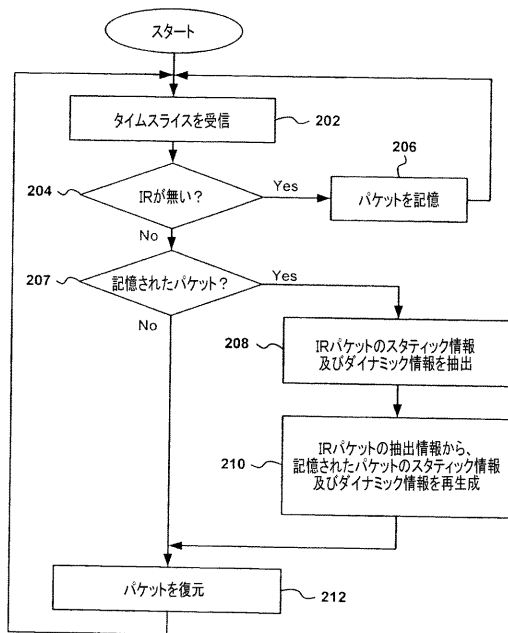 スタート
タイムスライスを受信
202
204
IRが無い？
Yes
206
パケットを記憶
No
207
記憶されたパケット？
Yes
No
208
IRパケットのスタティック情報
及びダイナミック情報を抽出
210
IRパケットの抽出情報から、
記憶されたパケットのスタティック情報
及びダイナミック情報を再生成
パケットを復元
212